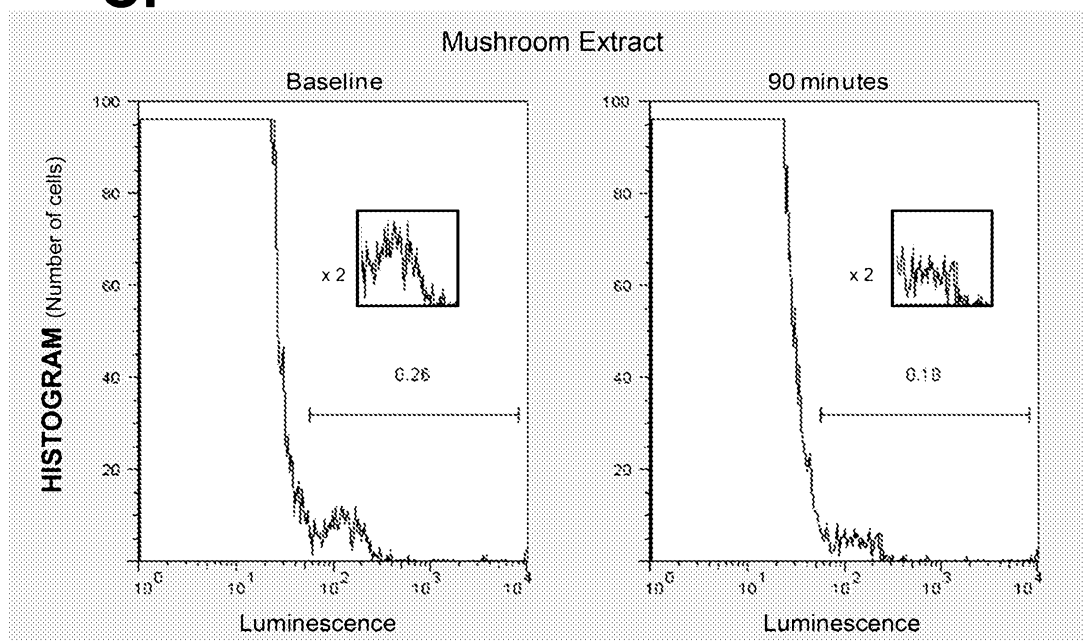 Mushroom Extract
Baseline
90 minutes
HISTOGRAM (Number of cells)
100
80
60
40
20
x 2
0.26
10^0
10^1
10^2
10^3
10^4
Luminescence
100
80
60
40
20
x 2
0.18
10^0
10^1
10^2
10^3
10^4
Luminescence